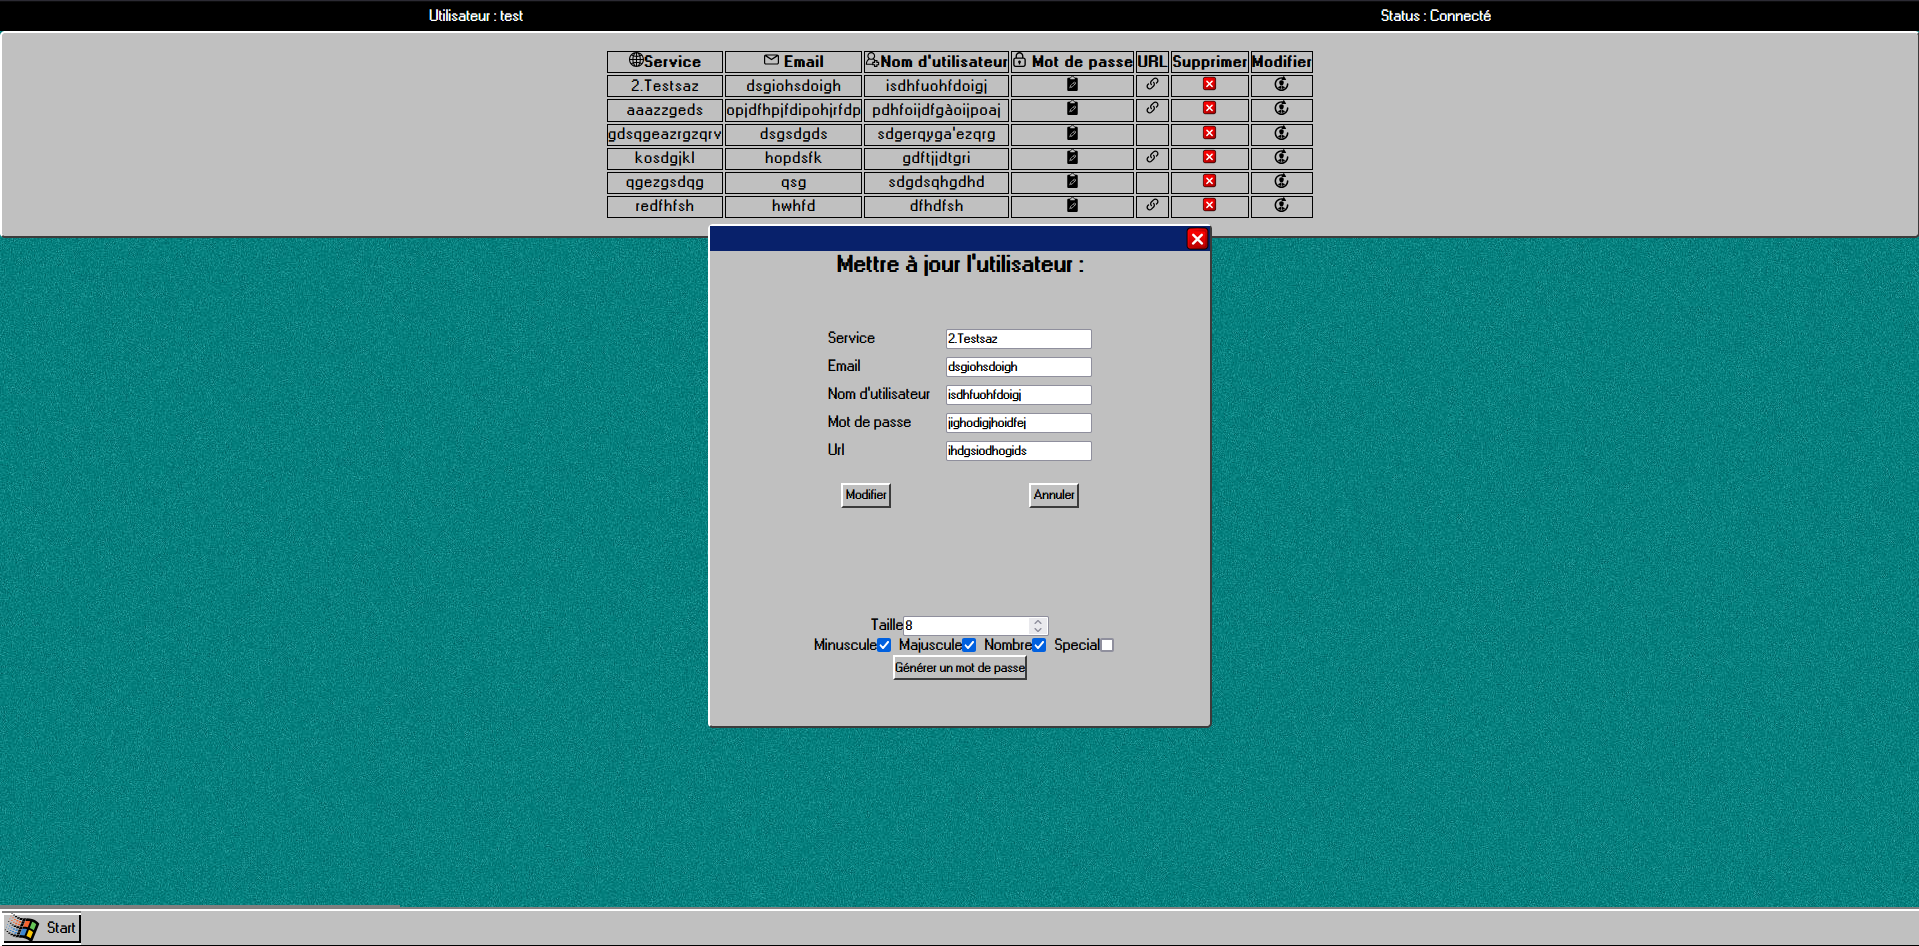 Utilisateur : test Status : Connecté
Service Email Nom d'utilisateur Mot de passe URL Supprimer Modifier
2.Testsaz dsgiohsdoigh isdhfuohfdoigj
aaazzgeds opjdfhpjfdipohjrfdp pdhfoijdfgàoijpoaj
gdsqgeazrgzqrv dsgsdgds sdgerqyga'ezqrg
kosdgjkl hopdsfk gdftjjdtgri
qgezgsdqg qsg sdgdsqhgdhd
redfhfsh hwhfd dfhdfsh
Mettre à jour l'utilisateur :
Service 2.Testsaz
Email dsgiohsdoigh
Nom d'utilisateur isdhfuohfdoigj
Mot de passe jighodigjhoidfej
Url ihdgsiodhogids
Modifier Annuler
Taille 8
Minuscule Majuscule Nombre Special
Générer un mot de passe
Start